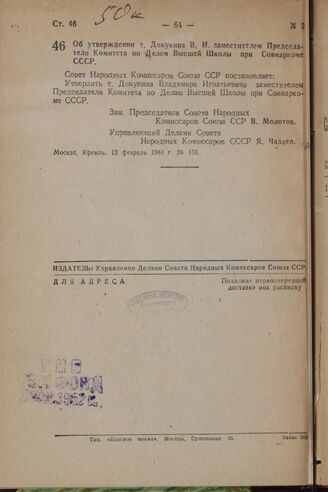 Ст. 46 — 64 — № 2
50к
46 Об утверждении т. Докукина В. И. заместителем Председа-
теля Комитета по Делам Высшей Школы при Совнаркоме
СССР.
Совет Народных Комиссаров Союза ССР постановляет:
Утвердить т. Докукина Владимира Игнатьевича заместителем
Председателя Комитета по Делам Высшей Школы при Совнарко-
ме СССР.
Зам. Председателя Совета Народных
Комиссаров Союза ССР В. Молотов.
Управляющий Делами Совета
Народных Комиссаров СССР Я. Чадаев.
Москва, Кремль. 12 февраля 1944 г. № 156.
ИЗДАТЕЛЬ: Управление Делами Совета Народных Комиссаров Союза ССР
ДЛЯ АДРЕСА Подлежит первоочередной
доставке под расписку
Тип. «Красное знамя», Москва, Сущевская 21. Заказ